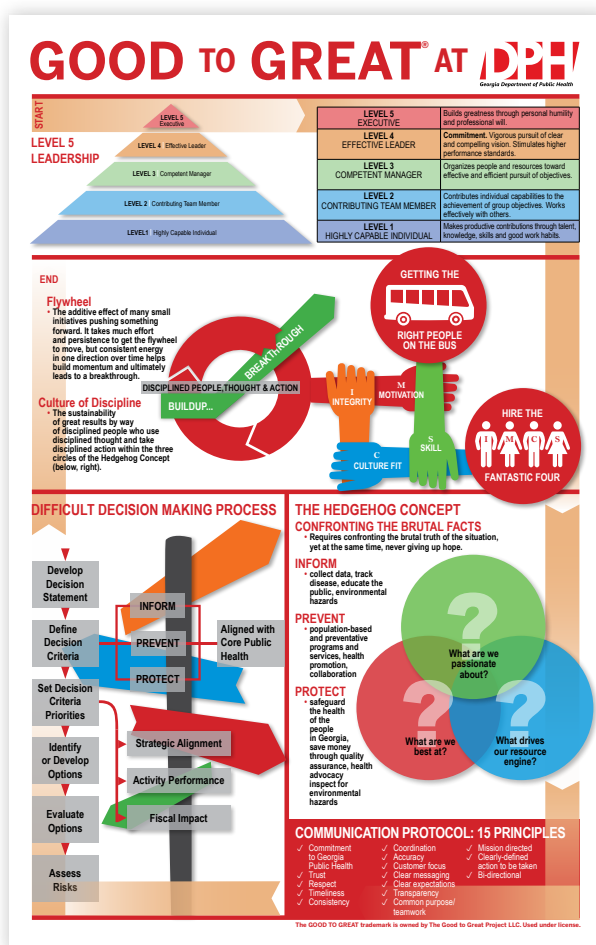 GOOD TO GREAT® AT DPH
Georgia Department of Public Health
START
LEVEL 5
LEADERSHIP
LEVEL 5
Executive
LEVEL 4 Effective Leader
LEVEL 3 Competent Manager
LEVEL 2 Contributing Team Member
LEVEL1 Highly Capable Individual
LEVEL 5
EXECUTIVE
Builds greatness through personal humility
and professional will.
LEVEL 4
EFFECTIVE LEADER
Commitment. Vigorous pursuit of clear
and compelling vision. Stimulates higher
performance standards.
LEVEL 3
COMPETENT MANAGER
Organizes people and resources toward
effective and efficient pursuit of objectives.
LEVEL 2
CONTRIBUTING TEAM MEMBER
Contributes individual capabilities to the
achievement of group objectives. Works
effectively with others.
LEVEL 1
HIGHLY CAPABLE INDIVIDUAL
Makes productive contributions through talent,
knowledge, skills and good work habits.
END
Flywheel
• The additive effect of many small
initiatives pushing something
forward. It takes much effort
and persistence to get the flywheel
to move, but consistent energy
in one direction over time helps
build momentum and ultimately
leads to a breakthrough.
Culture of Discipline
• The sustainability
of great results by way
of disciplined people who use
disciplined thought and take
disciplined action within the three
circles of the Hedgehog Concept
(below, right).
BREAKTHROUGH
DISCIPLINED PEOPLE,THOUGHT & ACTION
BUILDUP...
GETTING THE
RIGHT PEOPLE
ON THE BUS
I
INTEGRITY
M
MOTIVATION
C
CULTURE FIT
S
SKILL
HIRE THE
I M C S
FANTASTIC FOUR
DIFFICULT DECISION MAKING PROCESS
Develop
Decision
Statement
Define
Decision
Criteria
Set Decision
Criteria
Priorities
Identify
or Develop
Options
Evaluate
Options
Assess
Risks
INFORM
PREVENT
PROTECT
Aligned with
Core Public
Health
Strategic Alignment
Activity Performance
Fiscal Impact
THE HEDGEHOG CONCEPT
CONFRONTING THE BRUTAL FACTS
• Requires confronting the brutal truth of the situation,
yet at the same time, never giving up hope.
INFORM
• collect data, track
disease, educate the
public, environmental
hazards
PREVENT
• population-based
and preventative
programs and
services, health
promotion,
collaboration
PROTECT
• safeguard
the health
of the
people
in Georgia,
save money
through quality
assurance, health
advocacy
inspect for
environmental
hazards
?
What are we
passionate
about?
?
What are we
best at?
?
What drives
our resource
engine?
COMMUNICATION PROTOCOL: 15 PRINCIPLES
✓ Commitment
to Georgia
Public Health
✓ Trust
✓ Respect
✓ Timeliness
✓ Consistency
✓ Coordination
✓ Accuracy
✓ Customer focus
✓ Clear messaging
✓ Clear expectations
✓ Transparency
✓ Common purpose/
teamwork
✓ Mission directed
✓ Clearly-defined
action to be taken
✓ Bi-directional
The GOOD TO GREAT trademark is owned by The Good to Great Project LLC. Used under license.